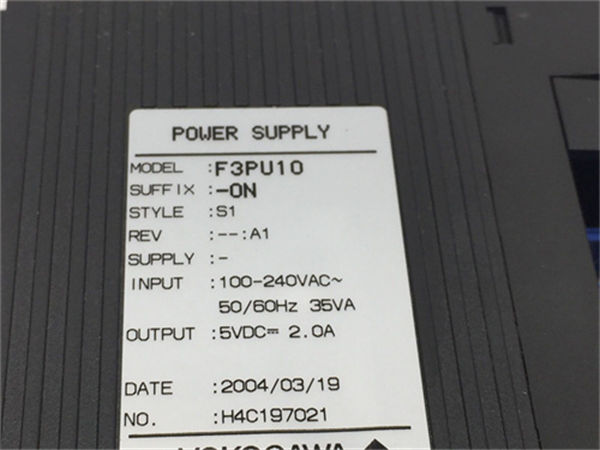 POWER SUPPLY
MODEL :F3PU10
SUFFIX :-0N
STYLE :S1
REV :--:A1
SUPPLY :-
INPUT :100-240VAC~
50/60Hz 35VA
OUTPUT :5VDC⎓ 2.0A
DATE :2004/03/19
NO. :H4C197021
YOKOGAWA